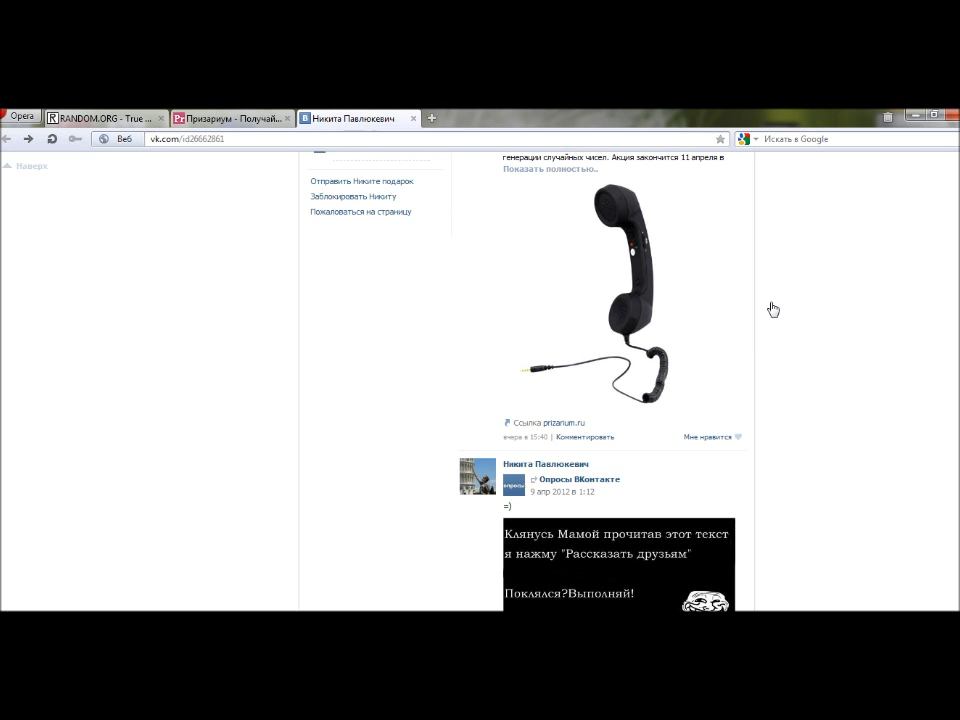 Opera
RANDOM.ORG - True ...
Призариум - Получай...
Никита Павлюкевич
Веб
vk.com/id26662861
Искать в Google
Наверх
генерации случайных чисел. Акция закончится 11 апреля в
Показать полностью..
Отправить Никите подарок
Заблокировать Никиту
Пожаловаться на страницу
Ссылка prizarium.ru
вчера в 15:40 | Комментировать
Мне нравится
Никита Павлюкевич
опросы
Опросы ВКонтакте
9 апр 2012 в 1:12
=)
Клянусь Мамой прочитав этот текст
я нажму "Рассказать друзьям"
Поклялся?Выполняй!